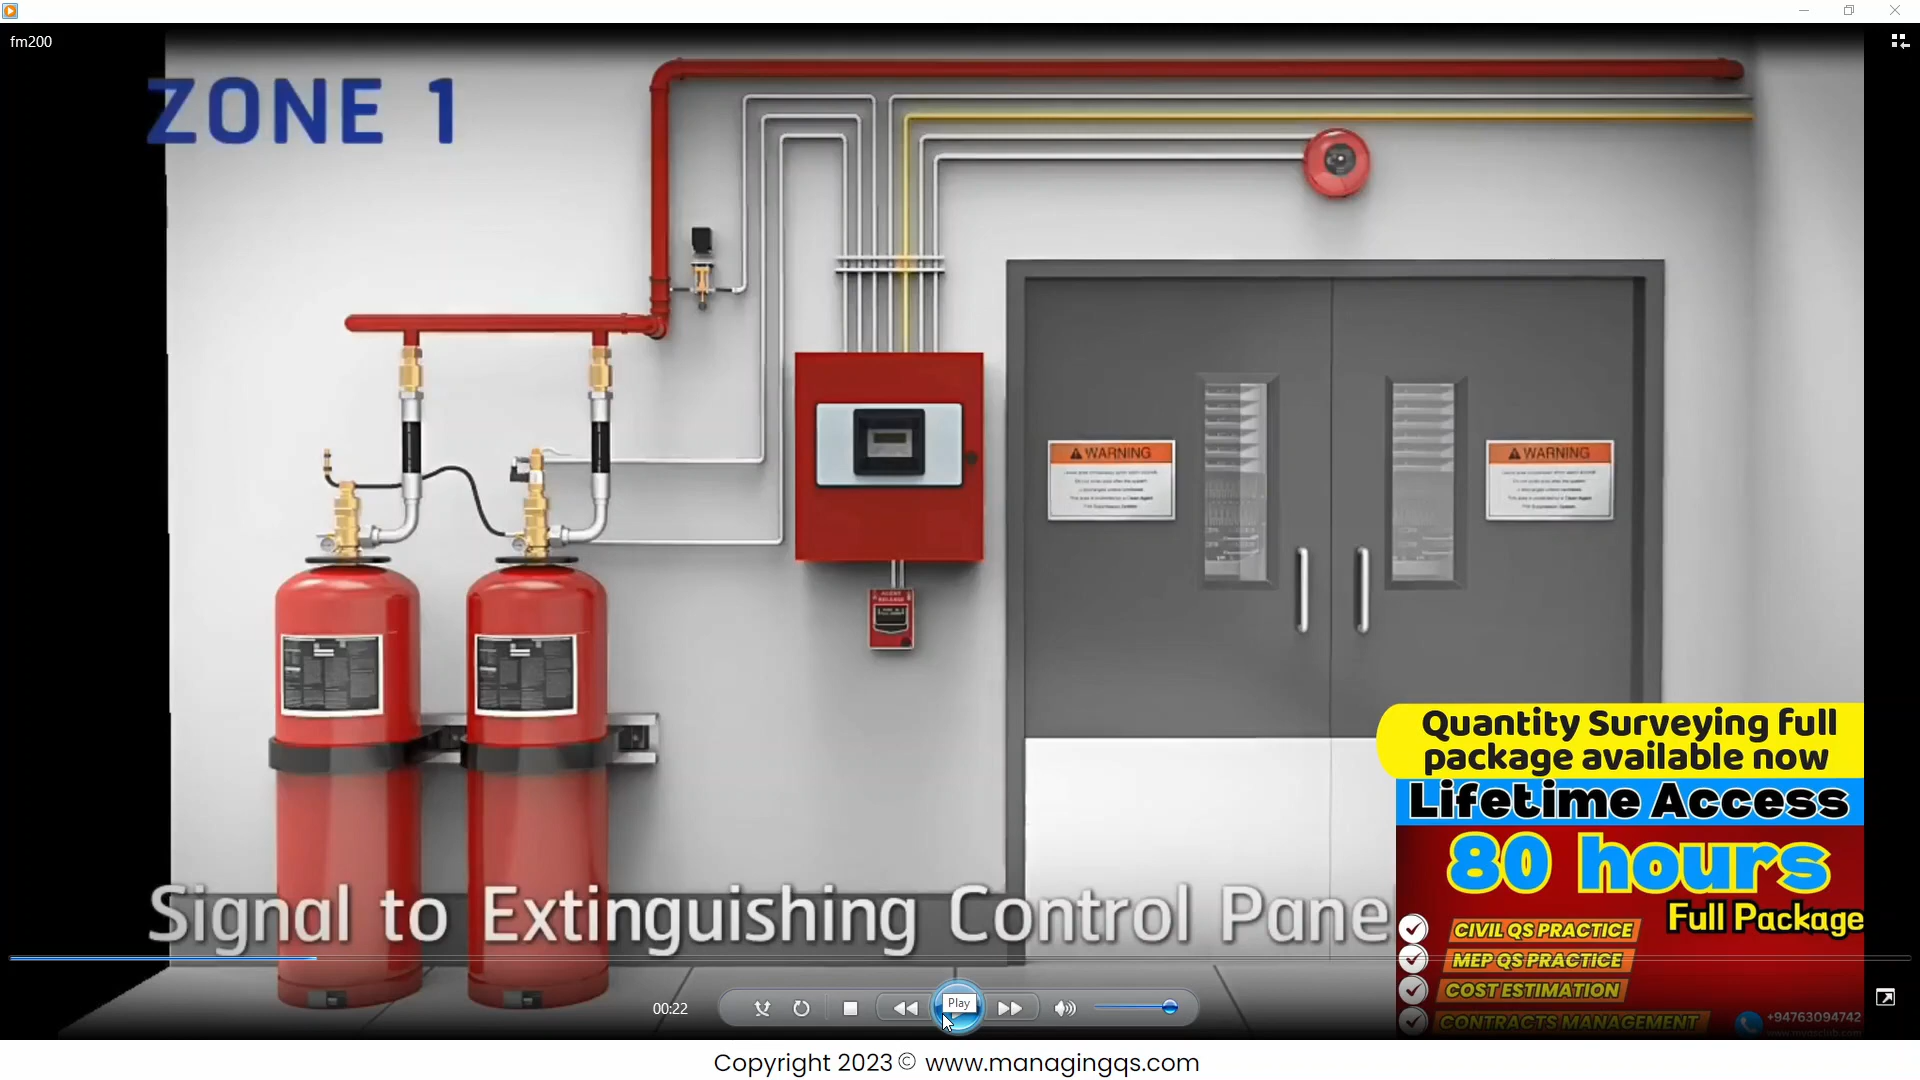 fm200
ZONE 1
WARNING
WARNING
AGENT
RELEASE
Signal to Extinguishing Control Pane
Quantity Surveying full
package available now
Lifetime Access
80 hours
Full Package
CIVIL QS PRACTICE
MEP QS PRACTICE
COST ESTIMATION
CONTRACTS MANAGEMENT
+94763094742
00:22
Play
Copyright 2023 © www.managingqs.com